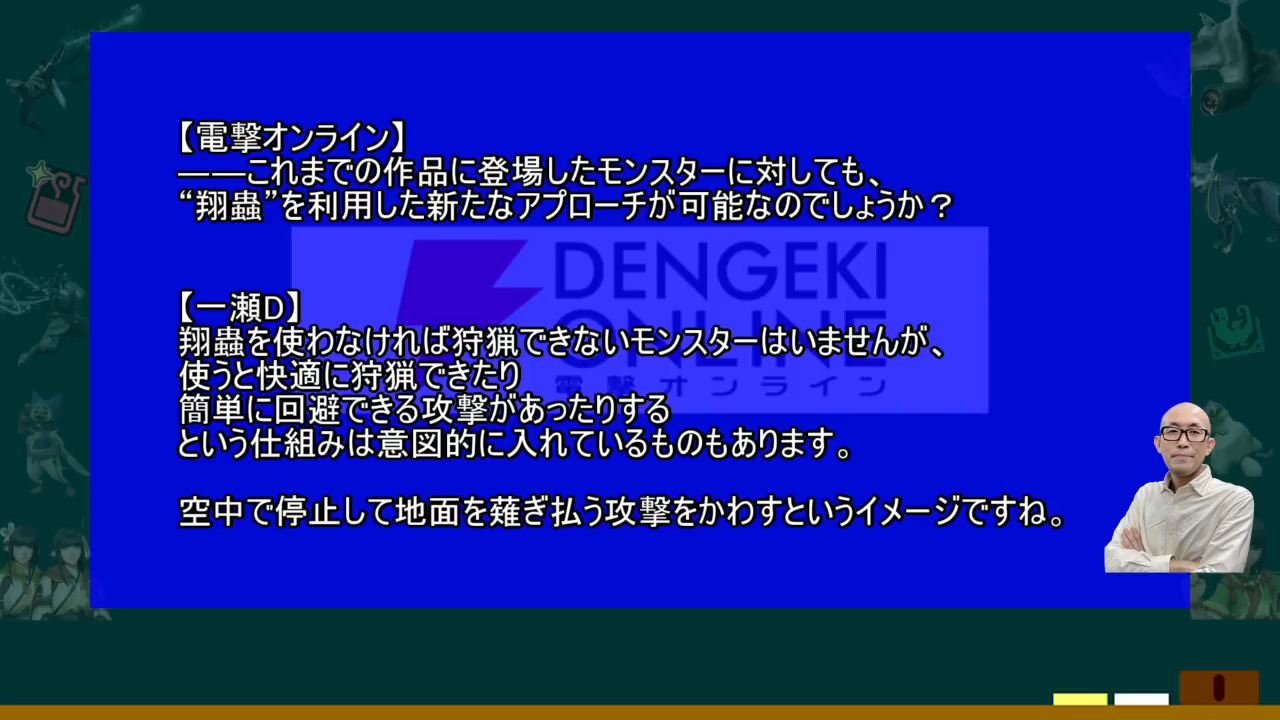 【電撃オンライン】
――これまでの作品に登場したモンスターに対しても、
“翔蟲”を利用した新たなアプローチが可能なのでしょうか？
DENGEKI
ONLINE
電撃オンライン
【一瀬D】
翔蟲を使わなければ狩猟できないモンスターはいませんが、
使うと快適に狩猟できたり
簡単に回避できる攻撃があったりする
という仕組みは意図的に入れているものもあります。
空中で停止して地面を薙ぎ払う攻撃をかわすというイメージですね。